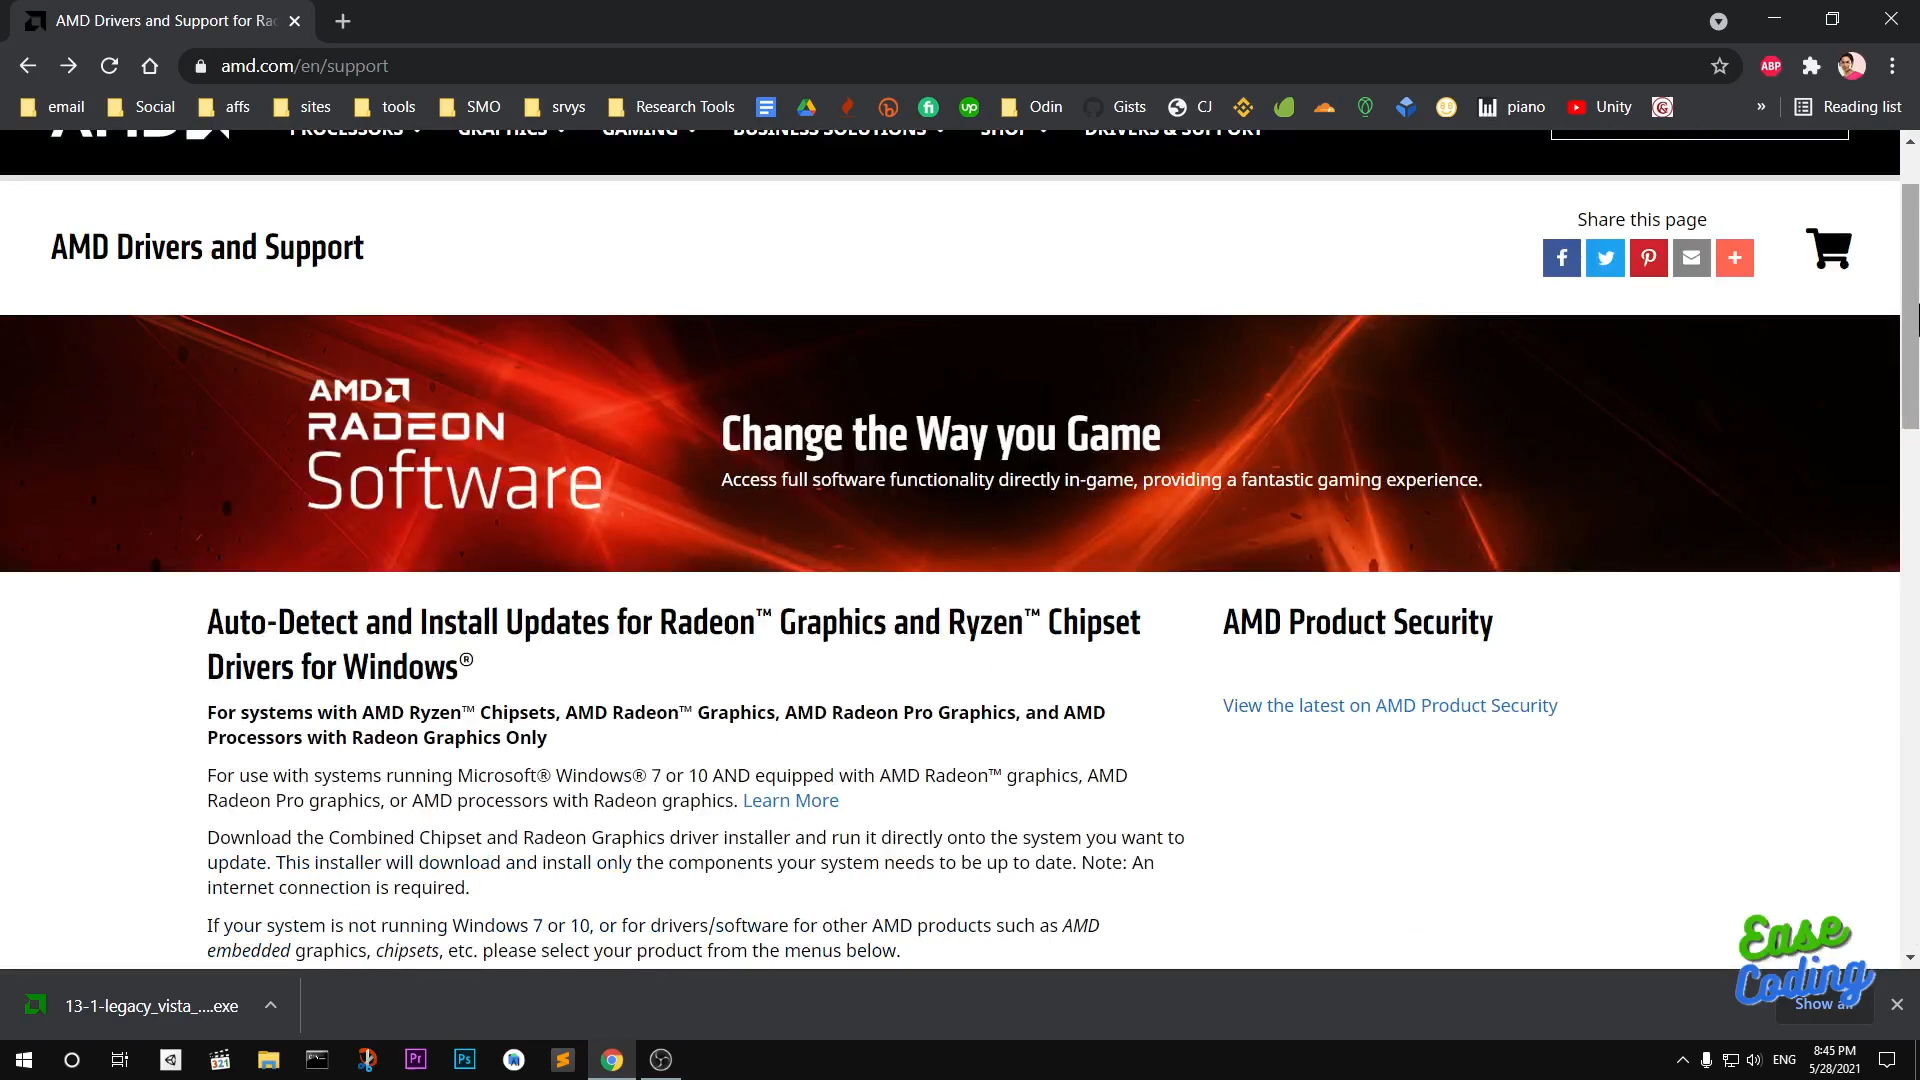 AMD Drivers and Support for Ra
amd.com/en/support
email Social affs sites tools SMO srvys Research Tools Odin Gists CJ piano Unity » Reading list
AMD PROCESSORS GRAPHICS GAMING BUSINESS SOLUTIONS SHOP DRIVERS & SUPPORT
Share this page
AMD Drivers and Support
AMD
RADEON
Software
Change the Way you Game
Access full software functionality directly in-game, providing a fantastic gaming experience.
Auto-Detect and Install Updates for Radeon™ Graphics and Ryzen™ Chipset
Drivers for Windows®
For systems with AMD Ryzen™ Chipsets, AMD Radeon™ Graphics, AMD Radeon Pro Graphics, and AMD
Processors with Radeon Graphics Only
For use with systems running Microsoft® Windows® 7 or 10 AND equipped with AMD Radeon™ graphics, AMD
Radeon Pro graphics, or AMD processors with Radeon graphics. Learn More
Download the Combined Chipset and Radeon Graphics driver installer and run it directly onto the system you want to
update. This installer will download and install only the components your system needs to be up to date. Note: An
internet connection is required.
If your system is not running Windows 7 or 10, or for drivers/software for other AMD products such as AMD
embedded graphics, chipsets, etc. please select your product from the menus below.
AMD Product Security
View the latest on AMD Product Security
Ease
Coding
13-1-legacy_vista_....exe
Show all
ENG
8:45 PM
5/28/2021